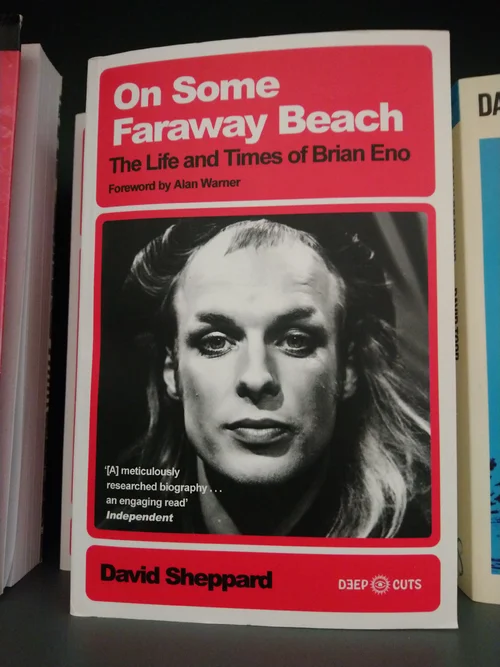 On Some
Faraway Beach
The Life and Times of Brian Eno
Foreword by Alan Warner
‘[A] meticulously
researched biography . . .
an engaging read’
Independent
David Sheppard
DEEP CUTS
DA